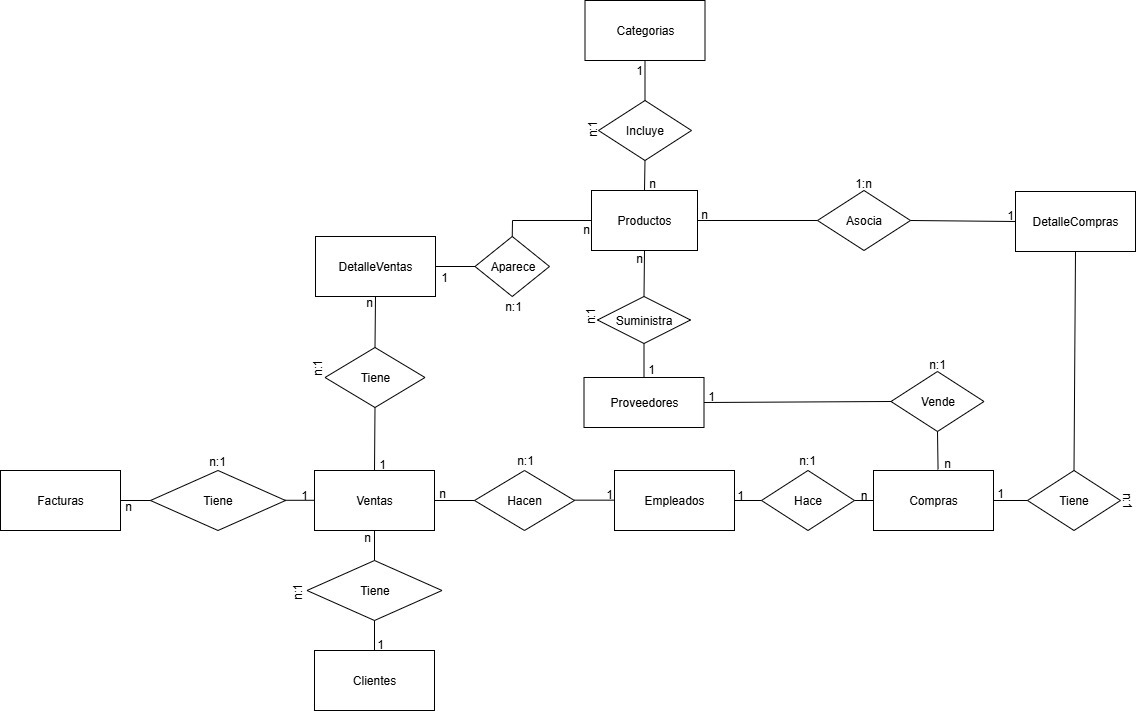 Categorias
1
n:1
Incluye
n
Productos
n
n
n
1:n
Asocia
1
DetalleCompras
DetalleVentas
1
Aparece
n:1
n
n:1
Suministra
1
n:1
Tiene
1
Proveedores
1
n:1
Vende
n
Facturas
n
n:1
Tiene
1
Ventas
n
n:1
Hacen
1
Empleados
1
n:1
Hace
n
Compras
1
Tiene
n:1
n
n:1
Tiene
1
Clientes